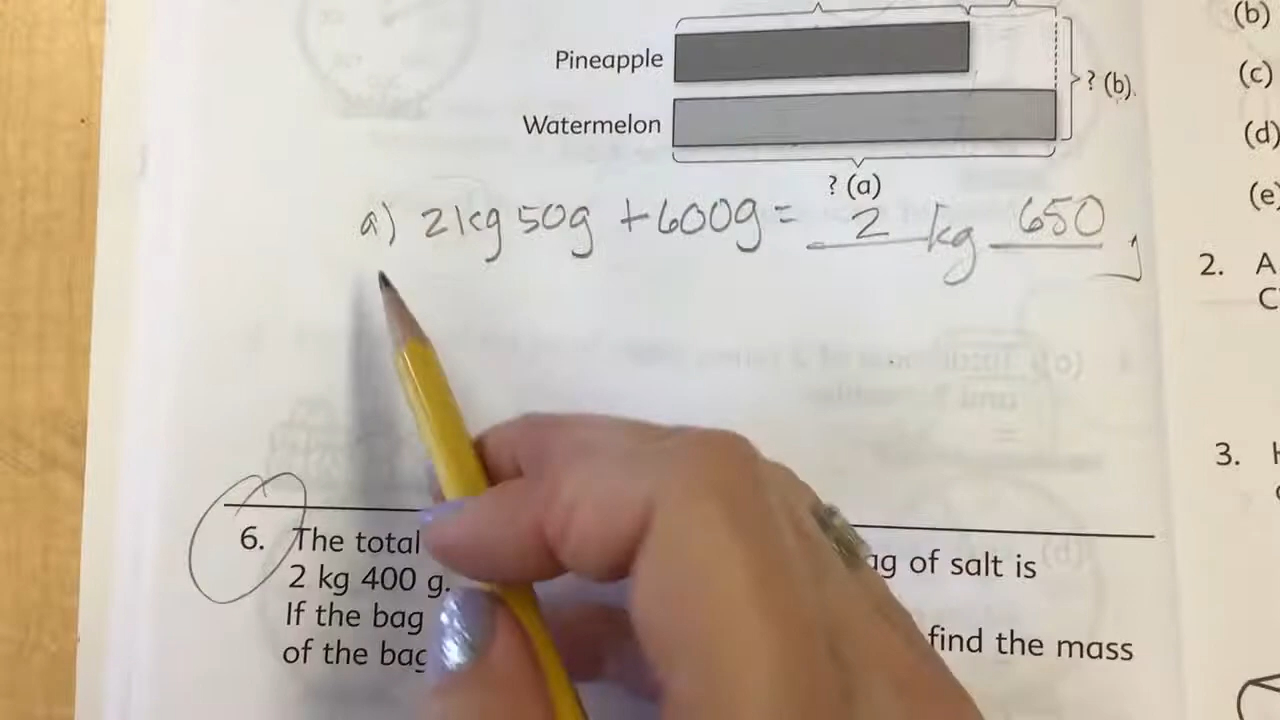 Pineapple
Watermelon
? (b).
? (a)
a) 2kg 50g + 600g = 2 kg 650 g
6. The total
ag of salt is
2 kg 400 g.
If the bag
find the mass
of the bag
(b)
(c)
(d)
(e)
2. A
C
3. H